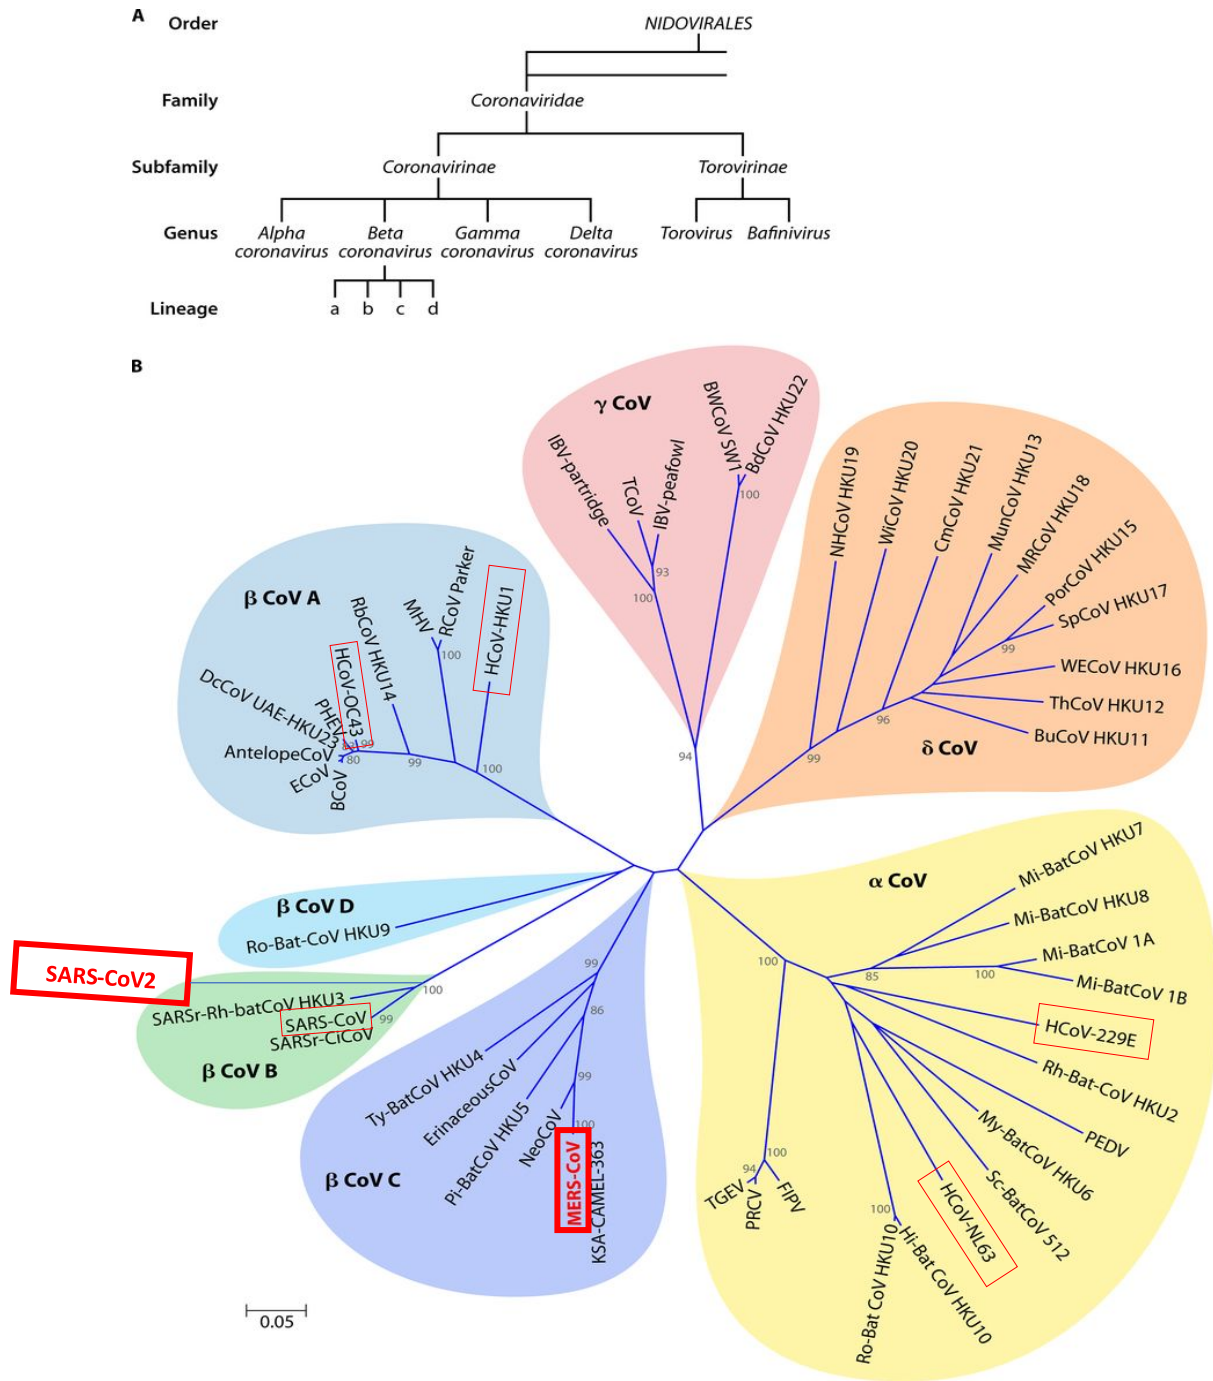 A
Order
NIDOVIRALES
Family
Coronaviridae
Subfamily
Coronavirinae
Torovirinae
Genus
Alpha
coronavirus
Beta
coronavirus
Gamma
coronavirus
Delta
coronavirus
Torovirus
Bafinivirus
Lineage
a
b
c
d
B
γ CoV
IBV-partridge
TCoV
IBV-peafowl
BWCoV SW1
BdCoV HKU22
100
93
100
94
δ CoV
NHCoV HKU19
WiCoV HKU20
CmCoV HKU21
MunCoV HKU13
MRCoV HKU18
PorCoV HKU15
SpCoV HKU17
WECoV HKU16
ThCoV HKU12
BuCoV HKU11
99
96
99
β CoV A
DcCoV UAE-HKU23
AntelopeCoV
ECoV
BCoV
PHEV
HCoV-OC43
RbCoV HKU14
MHV
RCoV Parker
HCoV-HKU1
99
80
99
100
100
β CoV D
Ro-Bat-CoV HKU9
SARS-CoV2
SARSr-Rh-batCoV HKU3
SARS-CoV
SARSr-CiCoV
100
99
β CoV B
β CoV C
Ty-BatCoV HKU4
ErinaceousCoV
Pi-BatCoV HKU5
NeoCoV
MERS-CoV
KSA-CAMEL-363
99
86
99
100
α CoV
Mi-BatCoV HKU7
Mi-BatCoV HKU8
Mi-BatCoV 1A
Mi-BatCoV 1B
HCoV-229E
Rh-Bat-CoV HKU2
PEDV
My-BatCoV HKU6
Sc-BatCoV 512
HCoV-NL63
Hi-Bat CoV HKU10
Ro-Bat CoV HKU10
FIPV
PRCV
TGEV
100
85
100
100
94
100
0.05